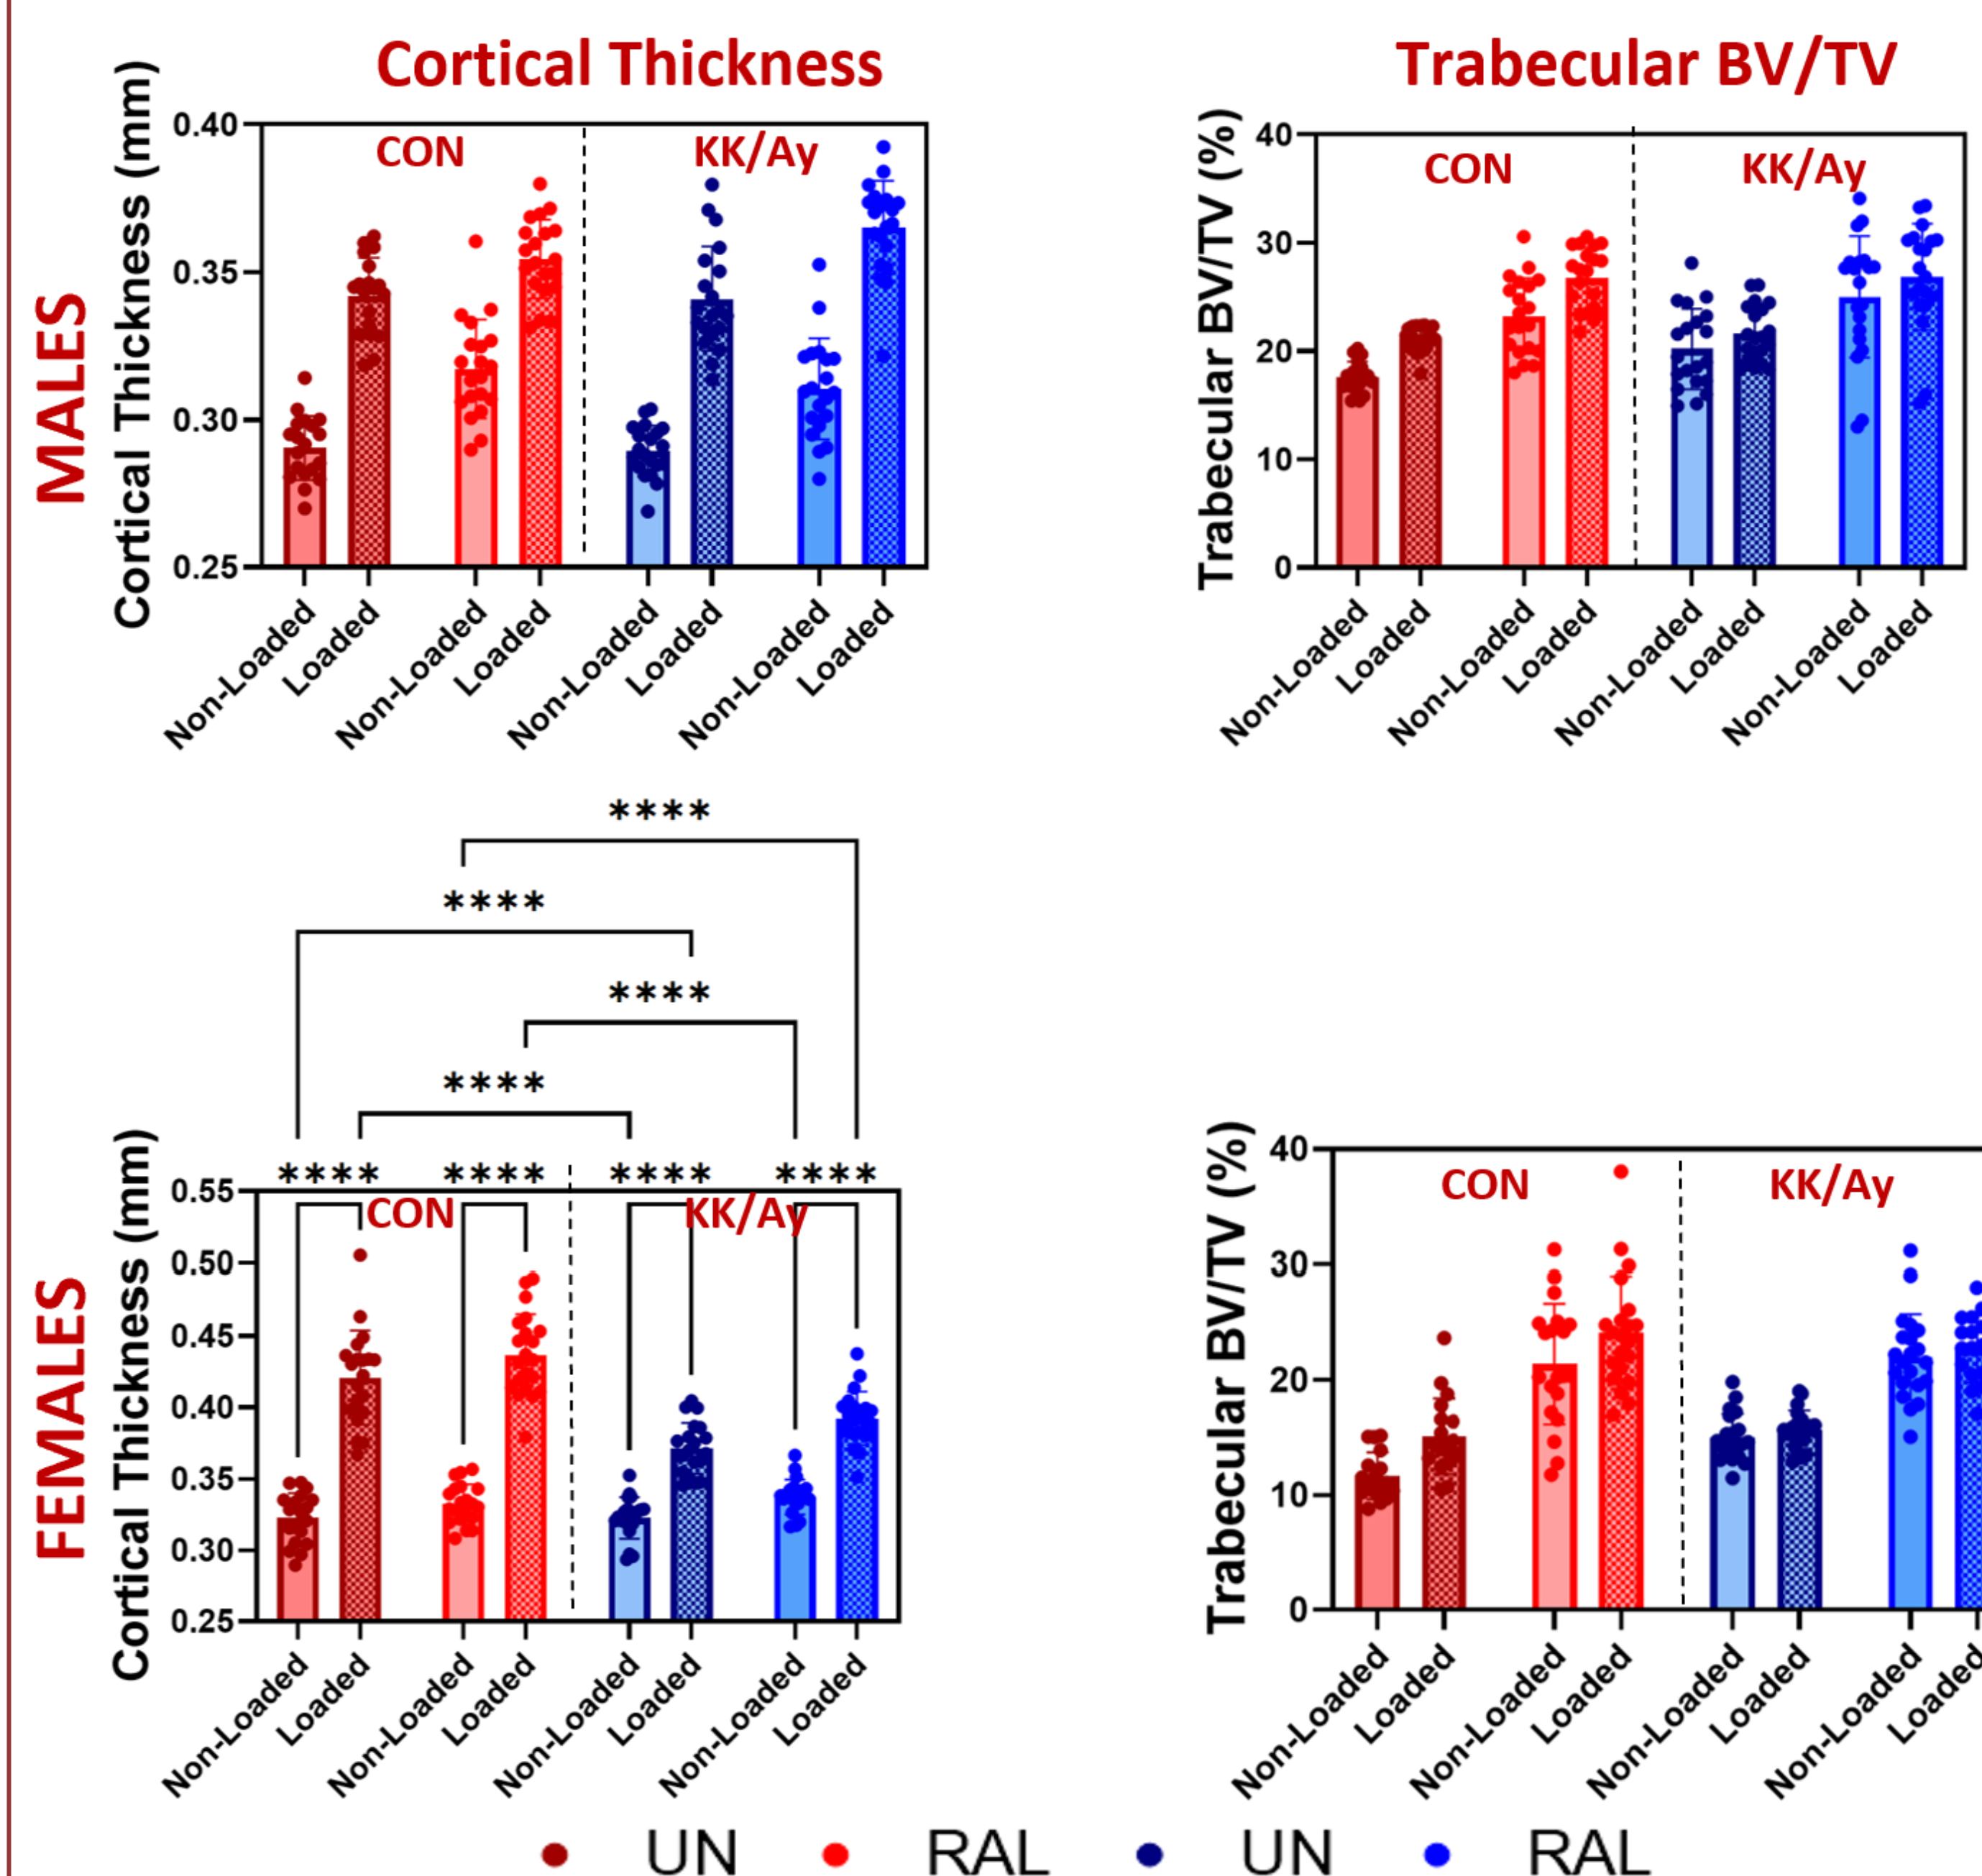 Cortical Thickness
Trabecular BV/TV
MALES
Cortical Thickness (mm)
0.40
0.35
0.30
0.25
CON
KK/Ay
Non-Loaded
Loaded
Non-Loaded
Loaded
Non-Loaded
Loaded
Non-Loaded
Loaded
Trabecular BV/TV (%)
40
30
20
10
0
CON
KK/Ay
Non-Loaded
Loaded
Non-Loaded
Loaded
Non-Loaded
Loaded
Non-Loaded
Loaded
FEMALES
****
****
****
****
**** **** **** ****
Cortical Thickness (mm)
0.55
0.50
0.45
0.40
0.35
0.30
0.25
CON
KK/Ay
Non-Loaded
Loaded
Non-Loaded
Loaded
Non-Loaded
Loaded
Non-Loaded
Loaded
Trabecular BV/TV (%)
40
30
20
10
0
CON
KK/Ay
Non-Loaded
Loaded
Non-Loaded
Loaded
Non-Loaded
Loaded
Non-Loaded
Loaded
UN RAL UN RAL